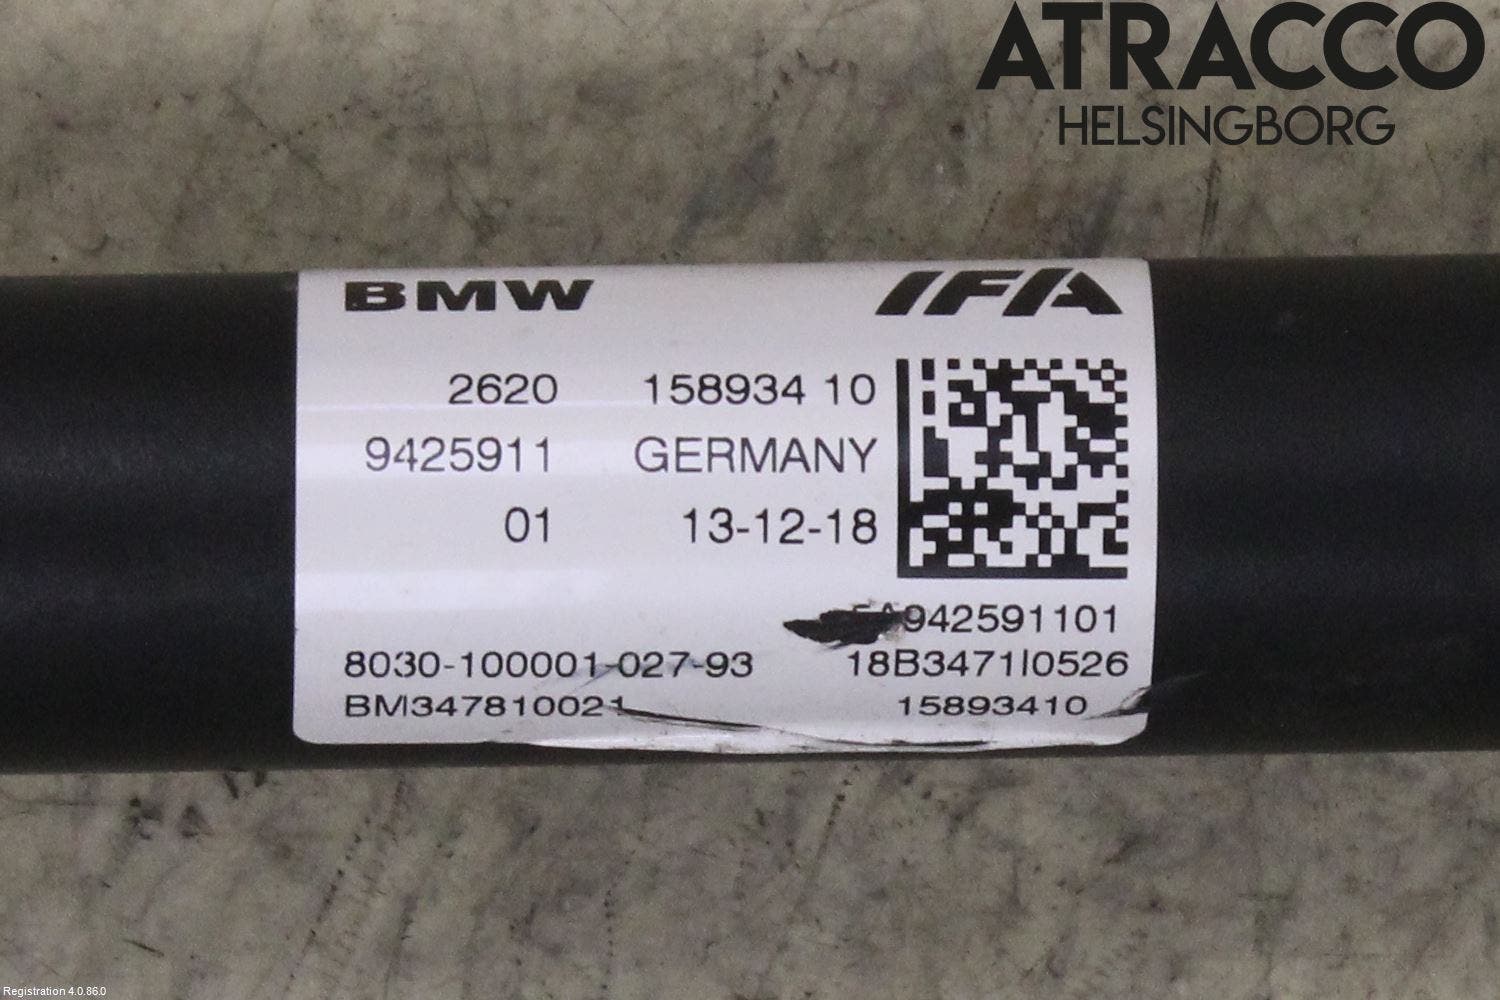 ATRACCO
HELSINGBORG
BMW IFA
2620 158934 10
9425911 GERMANY
01 13-12-18
942591101
8030-100001-027-93 18B3471I0526
BM347810021 15893410
Registration 4.0.86.0